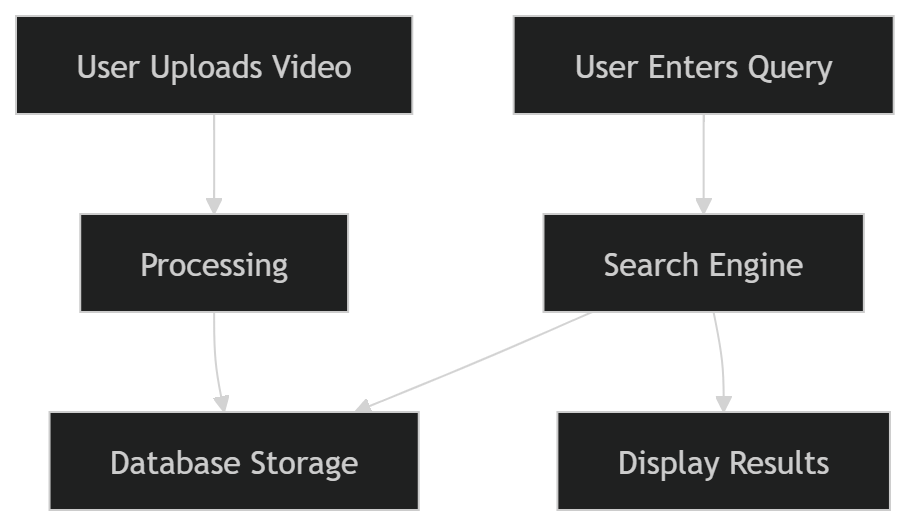 User Uploads Video
User Enters Query
Processing
Search Engine
Database Storage
Display Results